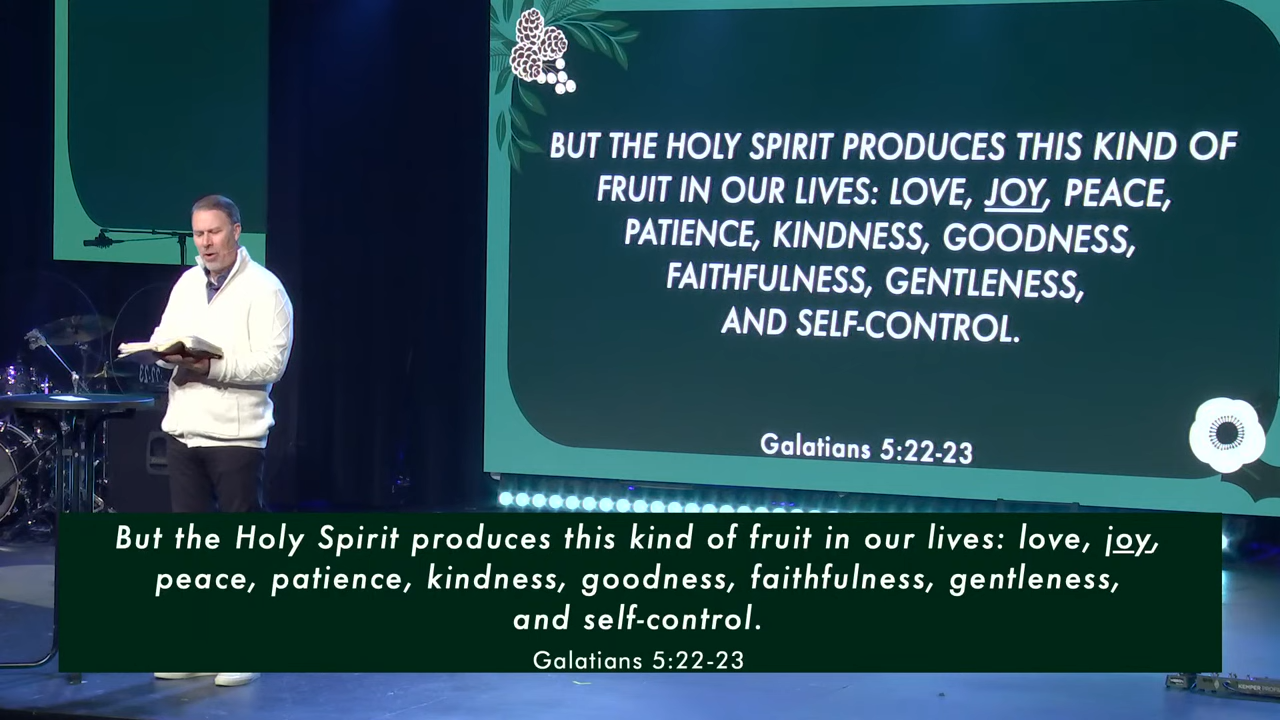 BUT THE HOLY SPIRIT PRODUCES THIS KIND OF
FRUIT IN OUR LIVES: LOVE, JOY, PEACE,
PATIENCE, KINDNESS, GOODNESS,
FAITHFULNESS, GENTLENESS,
AND SELF-CONTROL.
Galatians 5:22-23
But the Holy Spirit produces this kind of fruit in our lives: love, joy,
peace, patience, kindness, goodness, faithfulness, gentleness,
and self-control.
Galatians 5:22-23